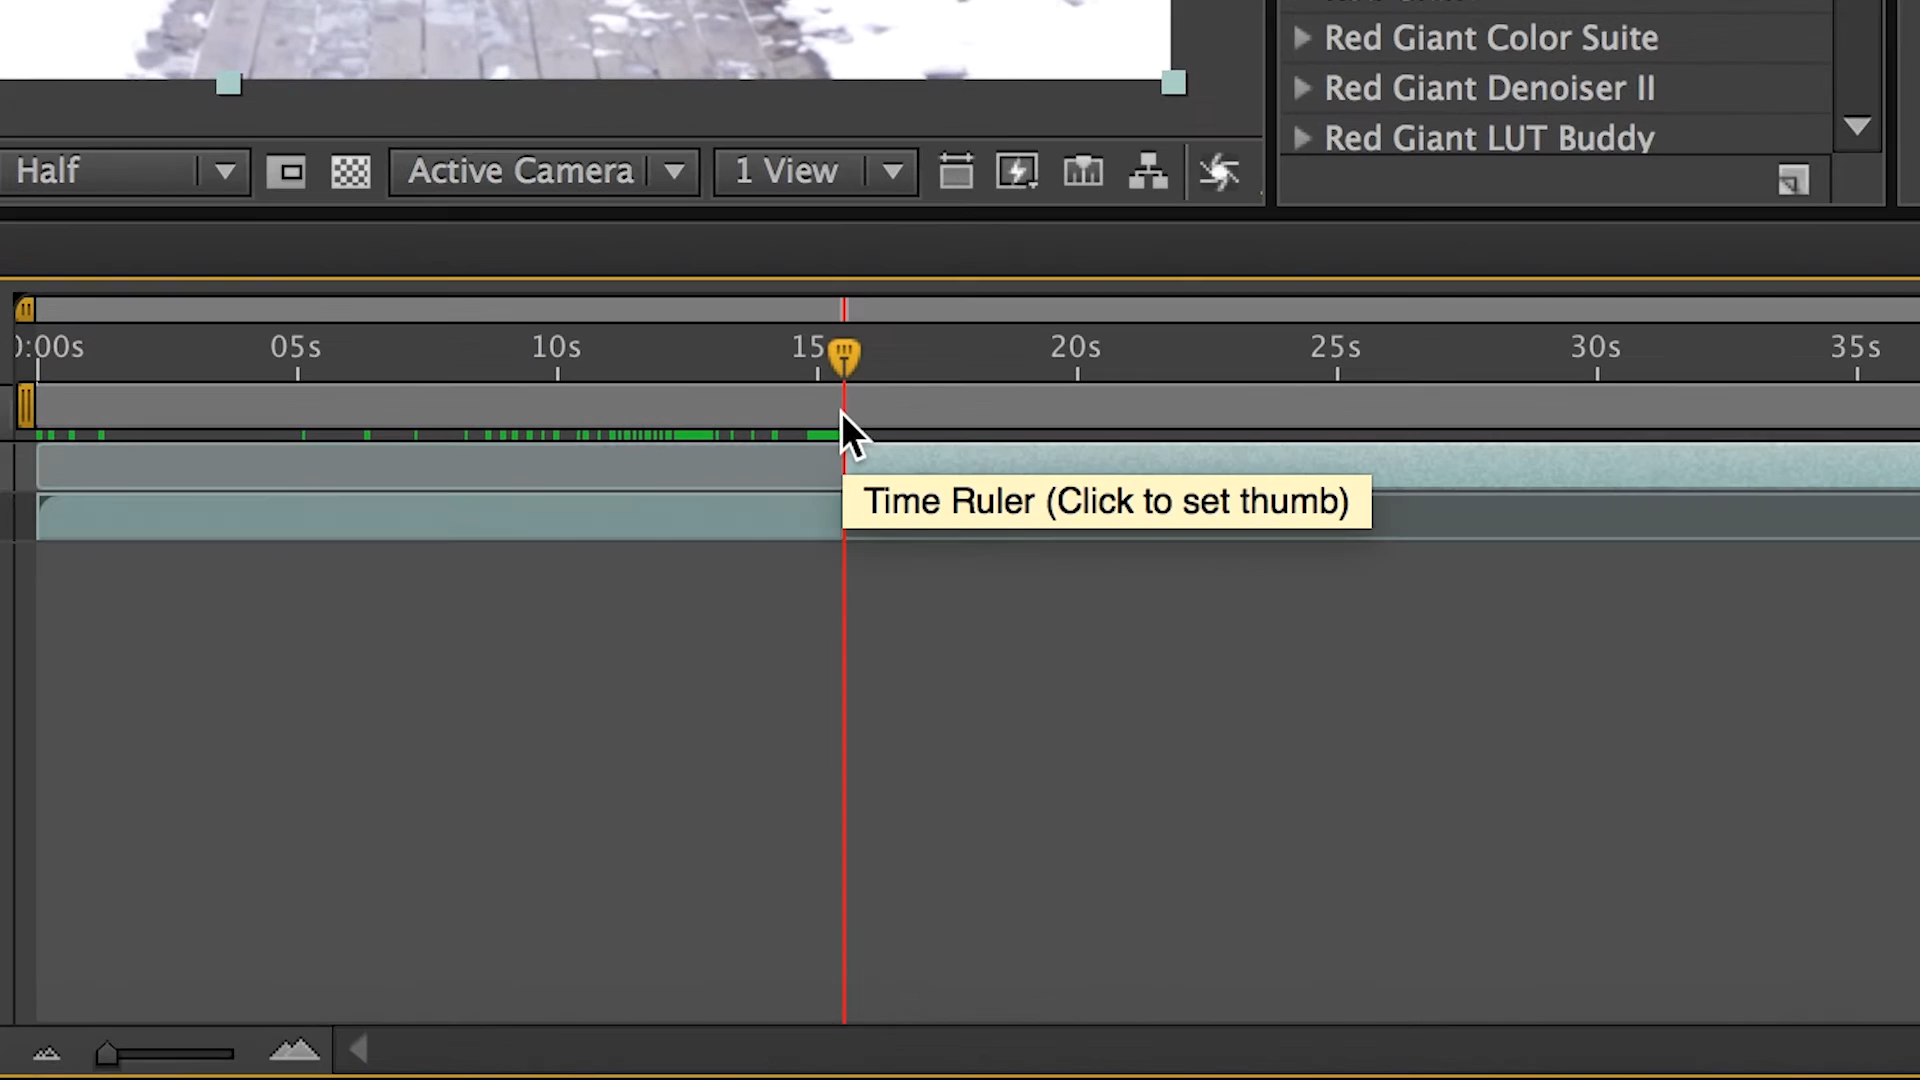 Red Giant Color Suite
Red Giant Denoiser II
Red Giant LUT Buddy
Half
Active Camera
1 View
0:00s 05s 10s 15 20s 25s 30s 35s
Time Ruler (Click to set thumb)